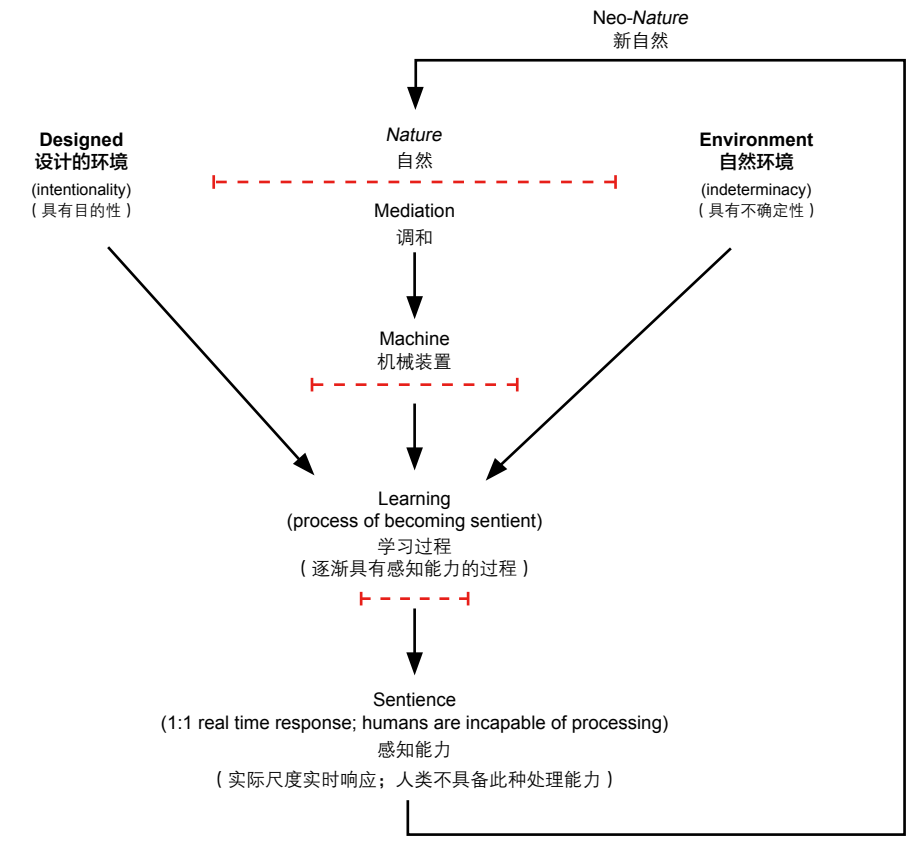 Neo-Nature
新自然
Designed
设计的环境
(intentionality)
（具有目的性）
Nature
自然
Environment
自然环境
(indeterminacy)
（具有不确定性）
Mediation
调和
Machine
机械装置
Learning
(process of becoming sentient)
学习过程
（逐渐具有感知能力的过程）
Sentience
(1:1 real time response; humans are incapable of processing)
感知能力
（实际尺度实时响应；人类不具备此种处理能力）